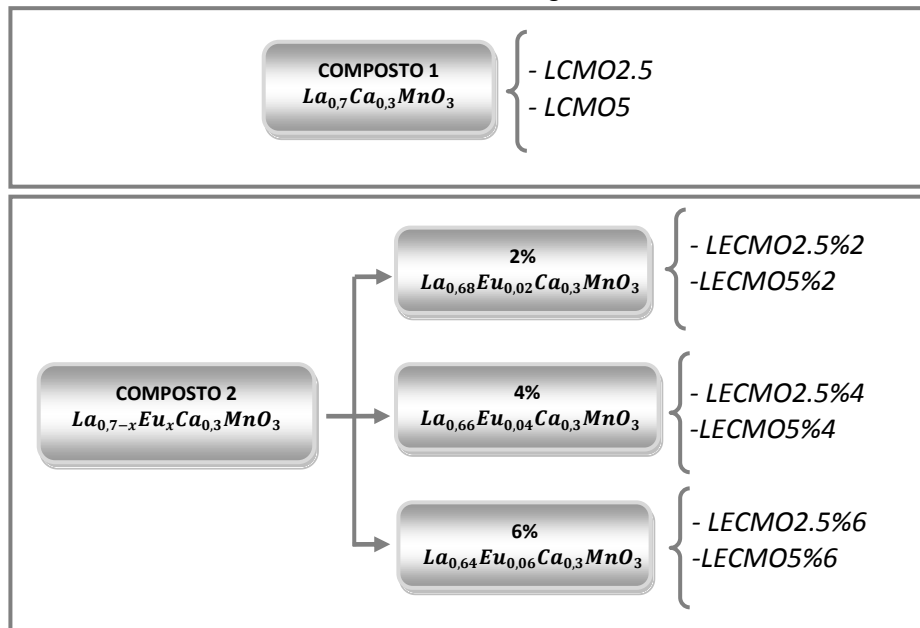 COMPOSTO 1
La0,7Ca0,3MnO3
- LCMO2.5
- LCMO5
2%
La0,68Eu0,02Ca0,3MnO3
- LECMO2.5%2
-LECMO5%2
COMPOSTO 2
La0,7−xEuxCa0,3MnO3
4%
La0,66Eu0,04Ca0,3MnO3
- LECMO2.5%4
-LECMO5%4
6%
La0,64Eu0,06Ca0,3MnO3
- LECMO2.5%6
-LECMO5%6